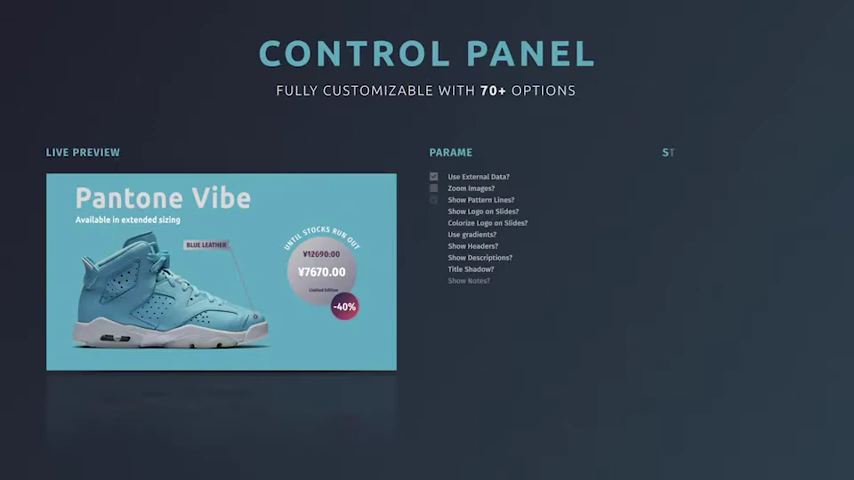 CONTROL PANEL
FULLY CUSTOMIZABLE WITH 70+ OPTIONS
LIVE PREVIEW
Pantone Vibe
Available in extended sizing
BLUE LEATHER
UNTIL STOCKS RUN OUT
¥12690.00
¥7670.00
Limited Edition
-40%
PARAME
Use External Data?
Zoom Images?
Show Pattern Lines?
Show Logo on Slides?
Colorize Logo on Slides?
Use gradients?
Show Headers?
Show Descriptions?
Title Shadow?
Show Notes?
ST